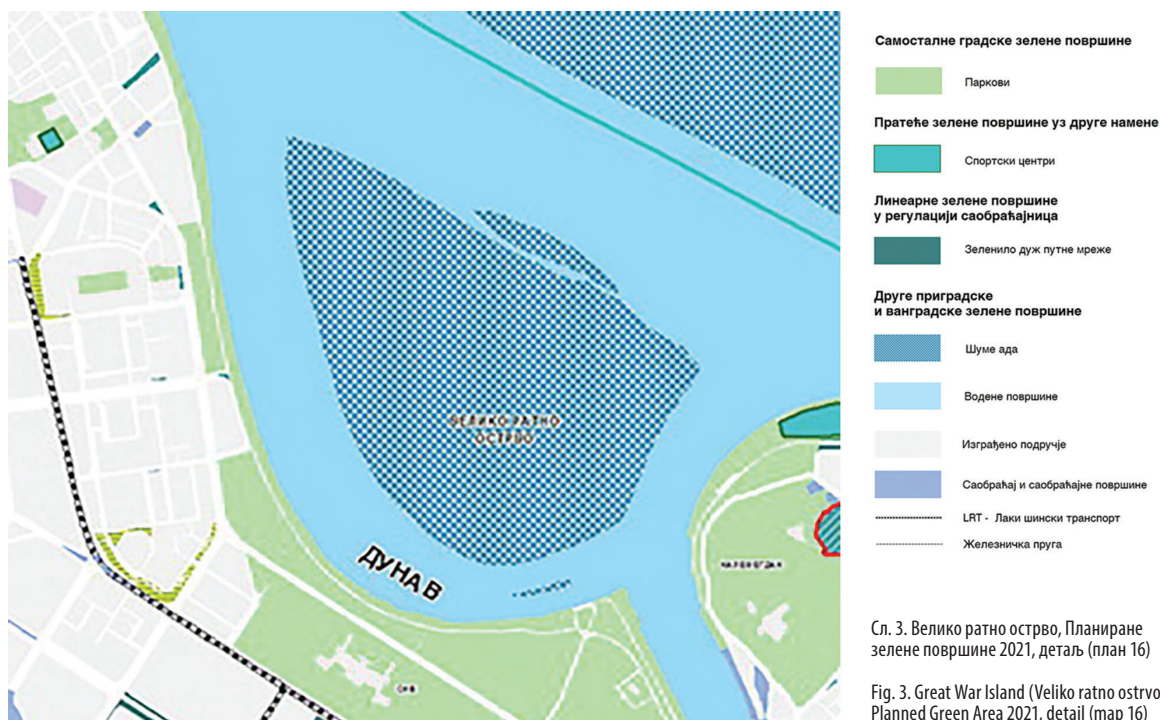 ВЕЛИКО РАТНО
ОСТРВО
ДУНАВ
КАЛЕМЕГДАН
Самосталне градске зелене површине
Паркови
Пратеће зелене површине уз друге намене
Спортски центри
Линеарне зелене површине
у регулацији саобраћајница
Зеленило дуж путне мреже
Друге приградске
и ванградске зелене површине
Шуме ада
Водене површине
Изграђено подручје
Саобраћај и саобраћајне површине
LRT - Лаки шински транспорт
Железничка пруга
Сл. 3. Велико ратно острво, Планиране
зелене површине 2021, детаљ (план 16)
Fig. 3. Great War Island (Veliko ratno ostrvo
Planned Green Area 2021, detail (map 16)